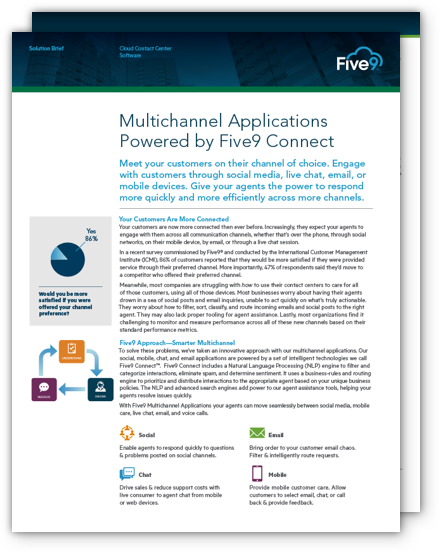 Solution Brief
Cloud Contact Center
Software
Five9
Multichannel Applications
Powered by Five9 Connect
Meet your customers on their channel of choice. Engage
with customers through social media, live chat, email, or
mobile devices. Give your agents the power to respond
more quickly and more efficiently across more channels.
Yes
86%
Would you be more
satisfied if you were
offered your channel
preference?
Your Customers Are More Connected
Your customers are now more connected then ever before. Increasingly, they expect your agents to
engage with them across all communication channels, whether that's over the phone, through social
networks, on their mobile device, by email, or through a live chat session.
In a recent survey commissioned by Five9® and conducted by the International Customer Management
Institute (ICMI), 86% of customers reported that they would be more satisfied if they were provided
service through their preferred channel. More importantly, 47% of respondents said they'd move to
a competitor who offered their preferred channel.
Meanwhile, most companies are struggling with how to use their contact centers to care for all
of those customers, using all of those devices. Most businesses worry about having their agents
drown in a sea of social posts and email inquiries, unable to act quickly on what's truly actionable.
They worry about how to filter, sort, classify, and route incoming emails and social posts to the right
agent. They may also lack proper tooling for agent assistance. Lastly, most organizations find it
challenging to monitor and measure performance across all of these new channels based on their
standard performance metrics.
Five9 Approach—Smarter Multichannel
To solve these problems, we've taken an innovative approach with our multichannel applications. Our
social, mobile, chat, and email applications are powered by a set of intelligent technologies we call
Five9 Connect™. Five9 Connect includes a Natural Language Processing (NLP) engine to filter and
categorize interactions, eliminate spam, and determine sentiment. It uses a business-rules and routing
engine to prioritize and distribute interactions to the appropriate agent based on your unique business
policies. The NLP and advanced search engines add power to our agent assistance tools, helping your
agents resolve issues quickly.
With Five9 Multichannel Applications your agents can move seamlessly between social media, mobile
care, live chat, email, and voice calls.
Social
Enable agents to respond quickly to questions
& problems posted on social channels.
Email
Bring order to your customer email chaos.
Filter & intelligently route requests.
Chat
Drive sales & reduce support costs with
live consumer to agent chat from mobile
or web devices.
Mobile
Provide mobile customer care. Allow
customers to select email, chat, or call
back & provide feedback.